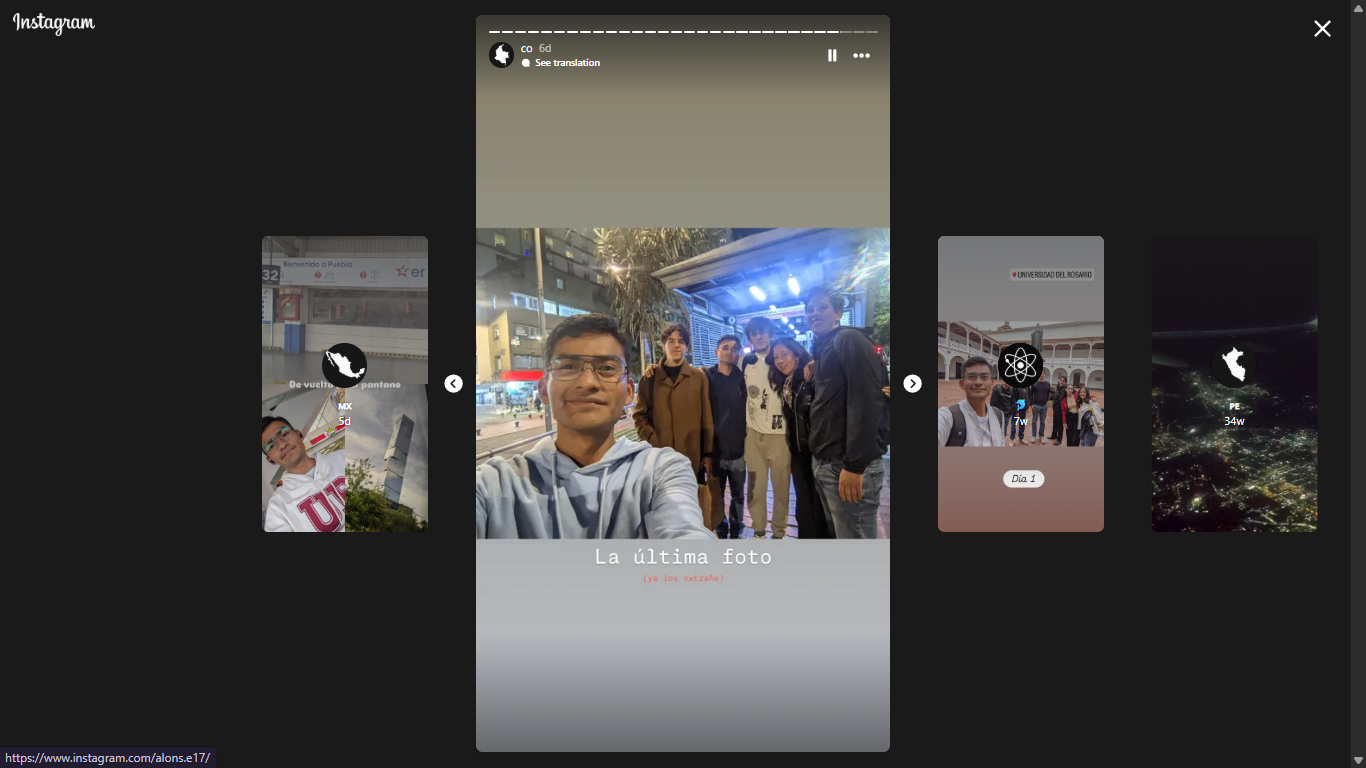 Instagram
co 6d
See translation
32
Bienvenido a Puebla
er
De vuelta pantano
MX
5d
La última foto
(ya los extraño)
UNIVERSIDAD DEL ROSARIO
7w
Día 1
PE
34w
https://www.instagram.com/alons.e17/